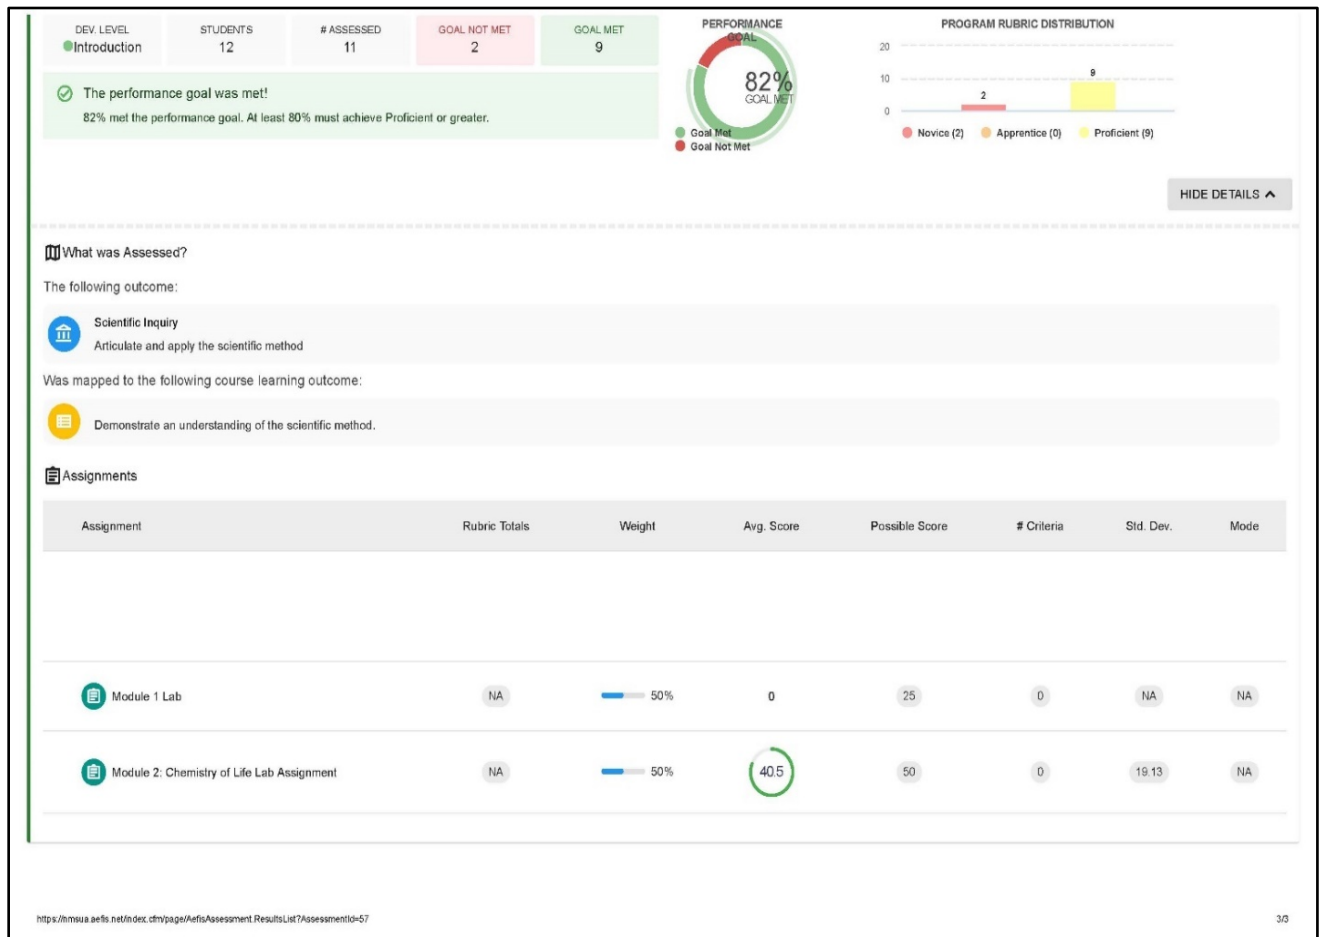 DEV. LEVEL
Introduction
STUDENTS
12
# ASSESSED
11
GOAL NOT MET
2
GOAL MET
9
The performance goal was met!
82% met the performance goal. At least 80% must achieve Proficient or greater.
PERFORMANCE
GOAL
82%
GOAL MET
Goal Met
Goal Not Met
PROGRAM RUBRIC DISTRIBUTION
20
10
0
2
9
Novice (2) Apprentice (0) Proficient (9)
HIDE DETAILS
What was Assessed?
The following outcome:
Scientific Inquiry
Articulate and apply the scientific method
Was mapped to the following course learning outcome:
Demonstrate an understanding of the scientific method.
Assignments
Assignment Rubric Totals Weight Avg. Score Possible Score # Criteria Std. Dev. Mode
Module 1 Lab NA 50% 0 25 0 NA NA
Module 2: Chemistry of Life Lab Assignment NA 50% 40.5 50 0 19.13 NA
https://nmsua.aefis.net/index.cfm/page/AefisAssessment.ResultsList?AssessmentId=57 3/3